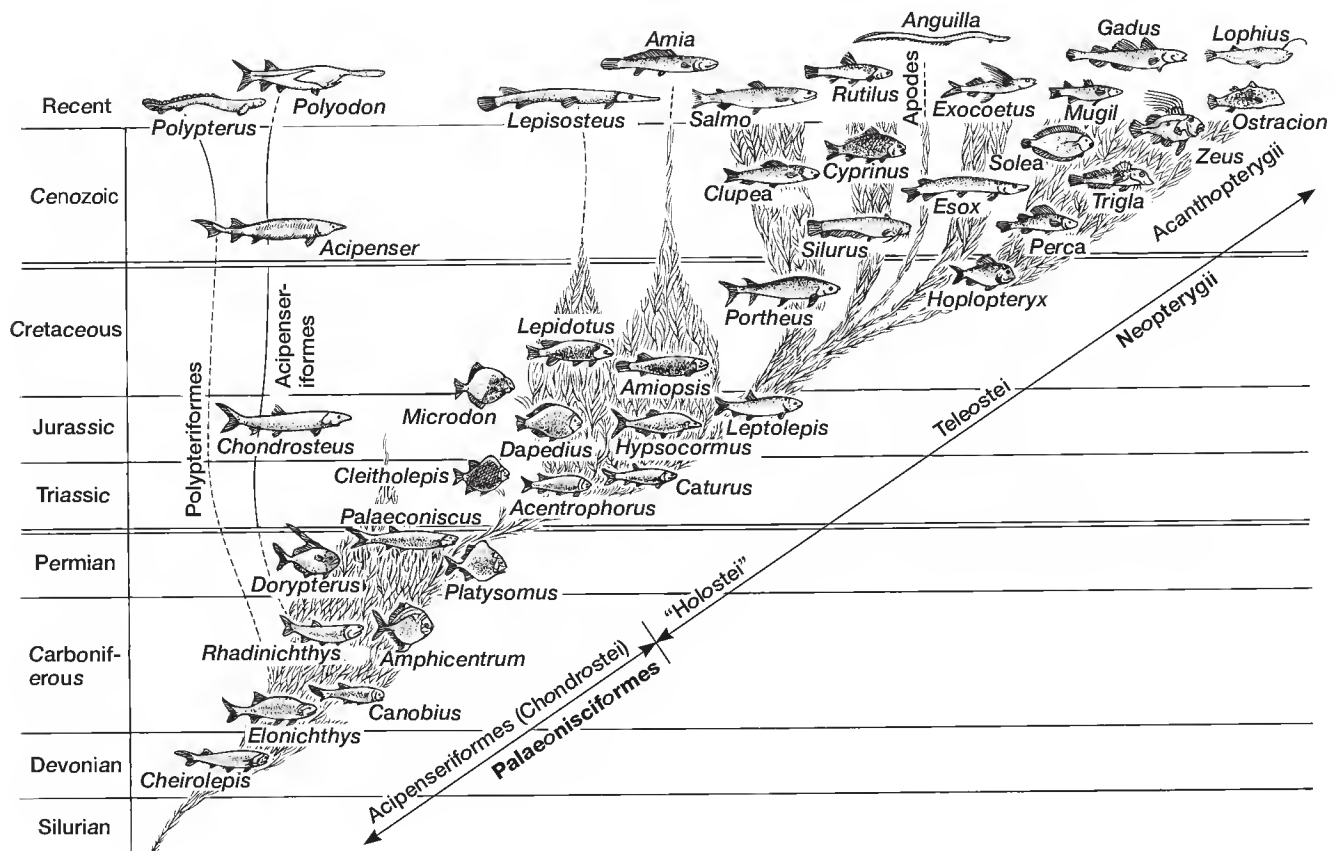 Anguilla
Amia
Gadus
Lophius
Recent
Polypterus
Polyodon
Lepisosteus
Salmo
Rutilus
Apodes
Exocoetus
Mugil
Ostracion
Zeus
Solea
Cenozoic
Clupea
Cyprinus
Esox
Trigla
Acanthopterygii
Acipenser
Silurus
Perca
Hoplopteryx
Cretaceous
Polypteriformes
Acipenser-
iformes
Lepidotus
Portheus
Neopterygii
Amiopsis
Microdon
Jurassic
Chondrosteus
Dapedius
Hypsocormus
Leptolepis
Teleostei
Triassic
Cleitholepis
Acentrophorus
Caturus
Palaeoniscus
Permian
Dorypterus
Platysomus
"Holostei"
Carbonif-
erous
Rhadinichthys
Amphicentrum
Canobius
Elonichthys
Acipenseriformes (Chondrostei)
Palaeonisciformes
Devonian
Cheirolepis
Silurian